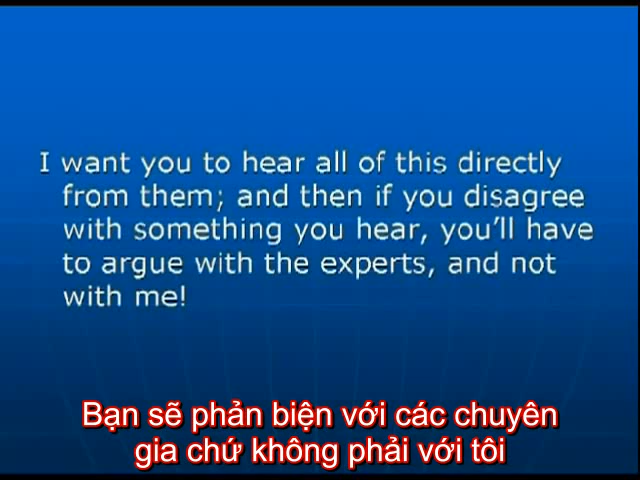 I want you to hear all of this directly
from them; and then if you disagree
with something you hear, you'll have
to argue with the experts, and not
with me!
Bạn sẽ phản biện với các chuyên
gia chứ không phải với tôi